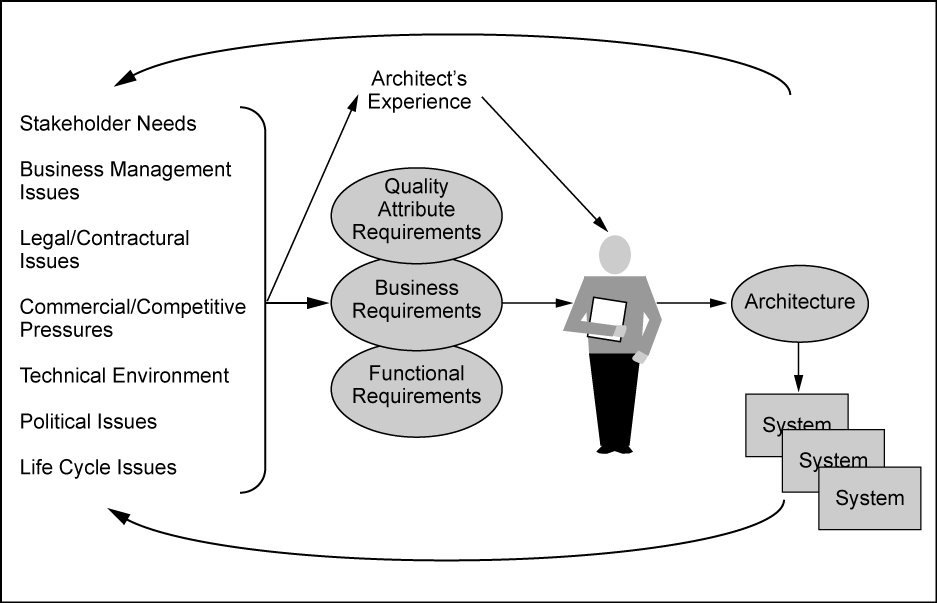 Stakeholder Needs
Business Management
Issues
Legal/Contractural
Issues
Commercial/Competitive
Pressures
Technical Environment
Political Issues
Life Cycle Issues
Architect's
Experience
Quality
Attribute
Requirements
Business
Requirements
Functional
Requirements
Architecture
System
System
System